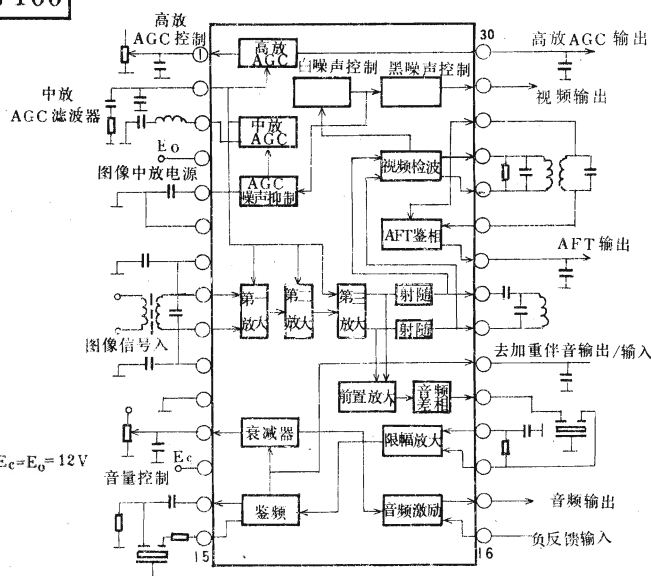 高放
AGC控制
1
高放
AGC
30
高放AGC 输出
白噪声控制
黑噪声控制
视频输出
中放
AGC滤波器
中放
AGC
Eo
视频检波
图像中放电源
AGC
噪声抑制
AFT鉴相
AFT输出
第一
放大
第二
放大
第三
放大
射随
射随
图像信号入
去加重伴音输出/输入
前置放大
音频
差相
衰减器
限幅放大
Ec=Eo=12V
Ec
音量控制
鉴频
音频激励
音频输出
负反馈输入
15
16